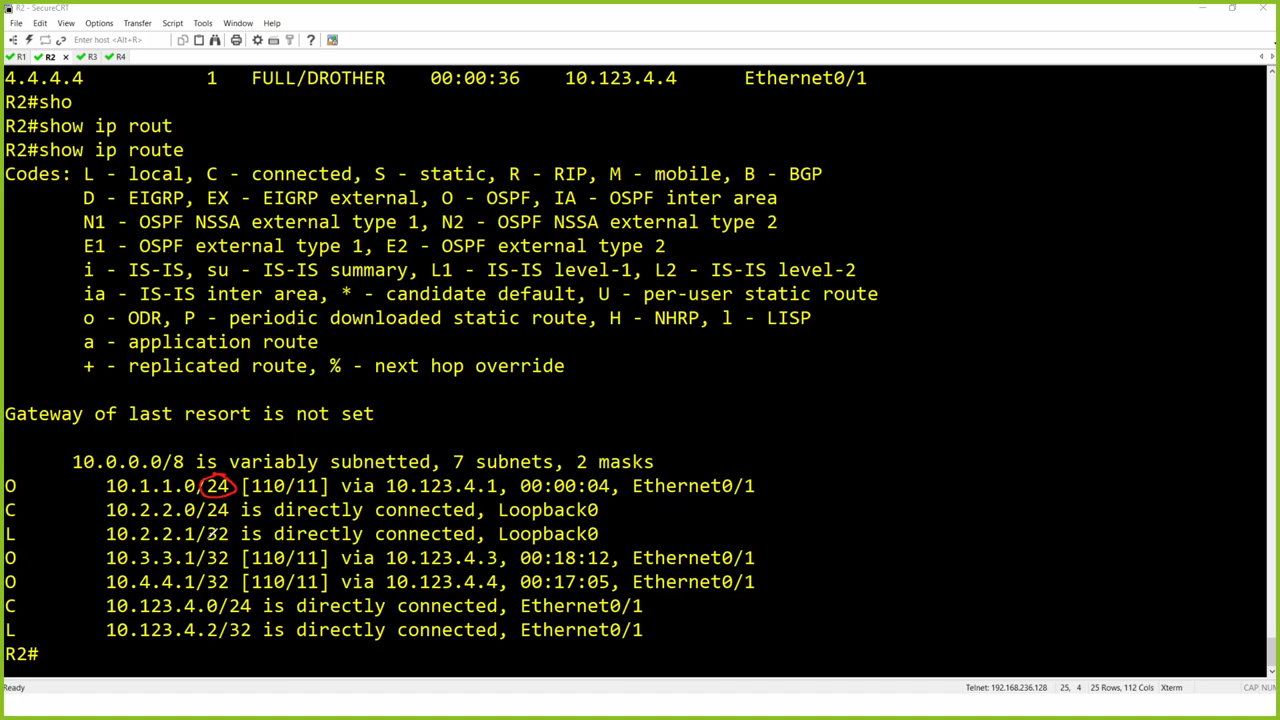 R2 - SecureCRT
File Edit View Options Transfer Script Tools Window Help
Enter host <Alt+R>
R1 R2 R3 R4
4.4.4.4 1 FULL/DROTHER 00:00:36 10.123.4.4 Ethernet0/1
R2#sho
R2#show ip rout
R2#show ip route
Codes: L - local, C - connected, S - static, R - RIP, M - mobile, B - BGP
D - EIGRP, EX - EIGRP external, O - OSPF, IA - OSPF inter area
N1 - OSPF NSSA external type 1, N2 - OSPF NSSA external type 2
E1 - OSPF external type 1, E2 - OSPF external type 2
i - IS-IS, su - IS-IS summary, L1 - IS-IS level-1, L2 - IS-IS level-2
ia - IS-IS inter area, * - candidate default, U - per-user static route
o - ODR, P - periodic downloaded static route, H - NHRP, l - LISP
a - application route
+ - replicated route, % - next hop override
Gateway of last resort is not set
10.0.0.0/8 is variably subnetted, 7 subnets, 2 masks
O 10.1.1.0/24 [110/11] via 10.123.4.1, 00:00:04, Ethernet0/1
C 10.2.2.0/24 is directly connected, Loopback0
L 10.2.2.1/32 is directly connected, Loopback0
O 10.3.3.1/32 [110/11] via 10.123.4.3, 00:18:12, Ethernet0/1
O 10.4.4.1/32 [110/11] via 10.123.4.4, 00:17:05, Ethernet0/1
C 10.123.4.0/24 is directly connected, Ethernet0/1
L 10.123.4.2/32 is directly connected, Ethernet0/1
R2#
Ready Telnet: 192.168.236.128 25, 4 25 Rows, 112 Cols Xterm CAP NUM